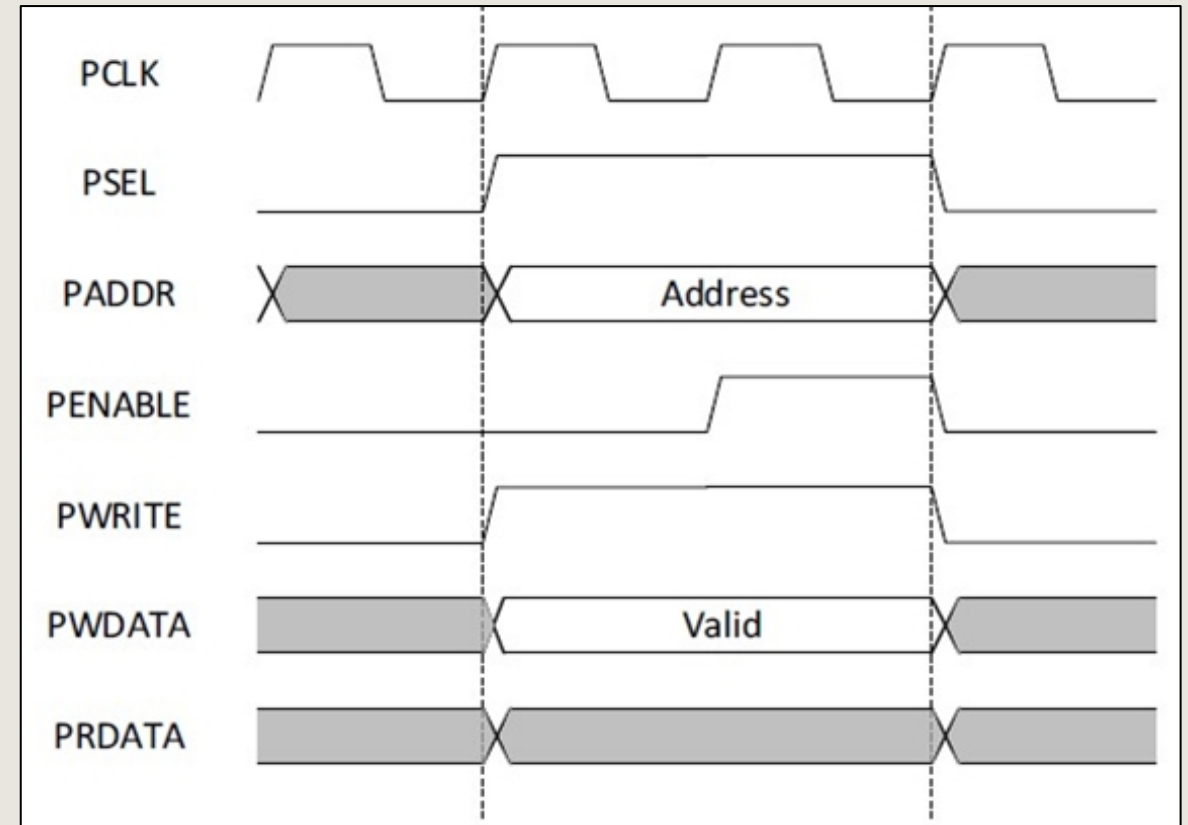 PCLK
PSEL
PADDR Address
PENABLE
PWRITE
PWDATA Valid
PRDATA